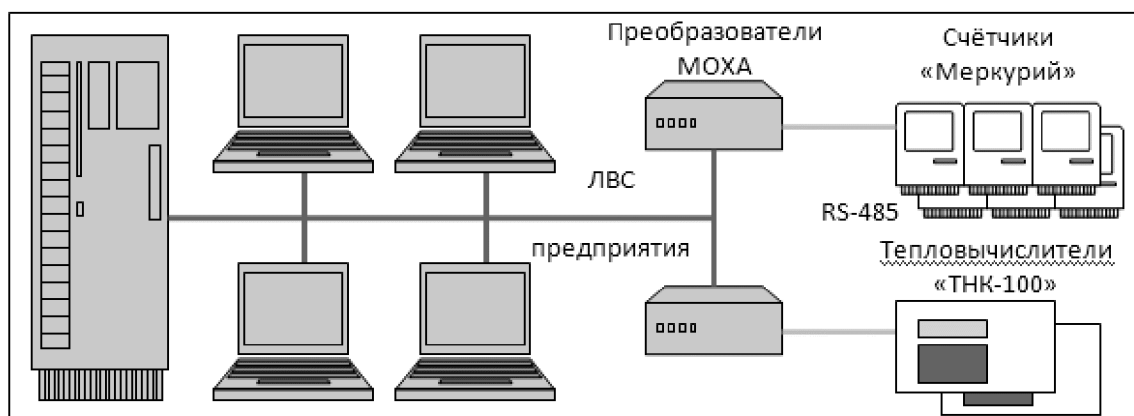 Преобразователи
MOXA
Счётчики
«Меркурий»
ЛВС
предприятия
RS-485
Тепловычислители
«ТНК-100»